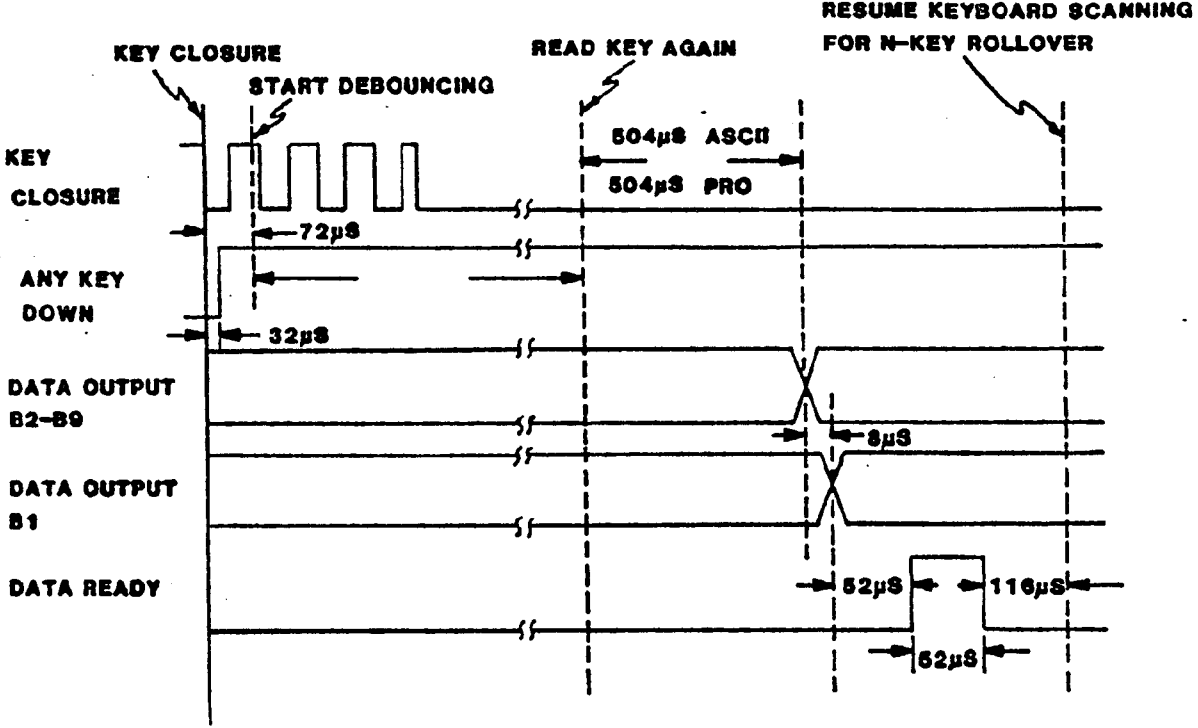 RESUME KEYBOARD SCANNING
FOR N-KEY ROLLOVER
KEY CLOSURE
READ KEY AGAIN
START DEBOUNCING
504µS ASCII
504µS PRO
KEY
CLOSURE
72µS
ANY KEY
DOWN
32µS
DATA OUTPUT
B2-B9
8µS
DATA OUTPUT
B1
DATA READY
52µS
116µS
52µS